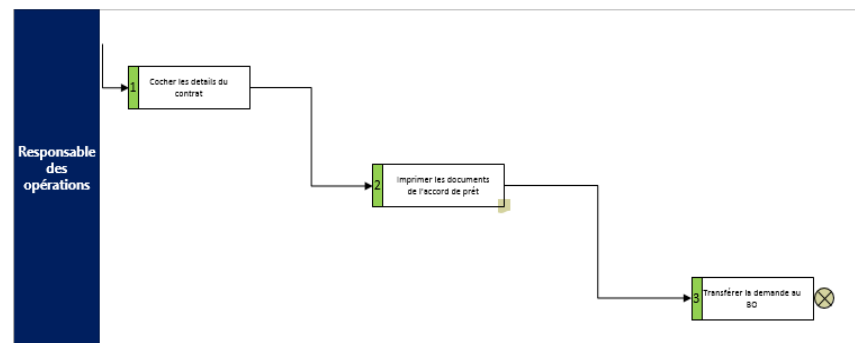 Responsable
des
opérations
1
Cocher les details du
contrat
2
Imprimer les documents
de l'accord de prét
3
Transférer la demande au
BO